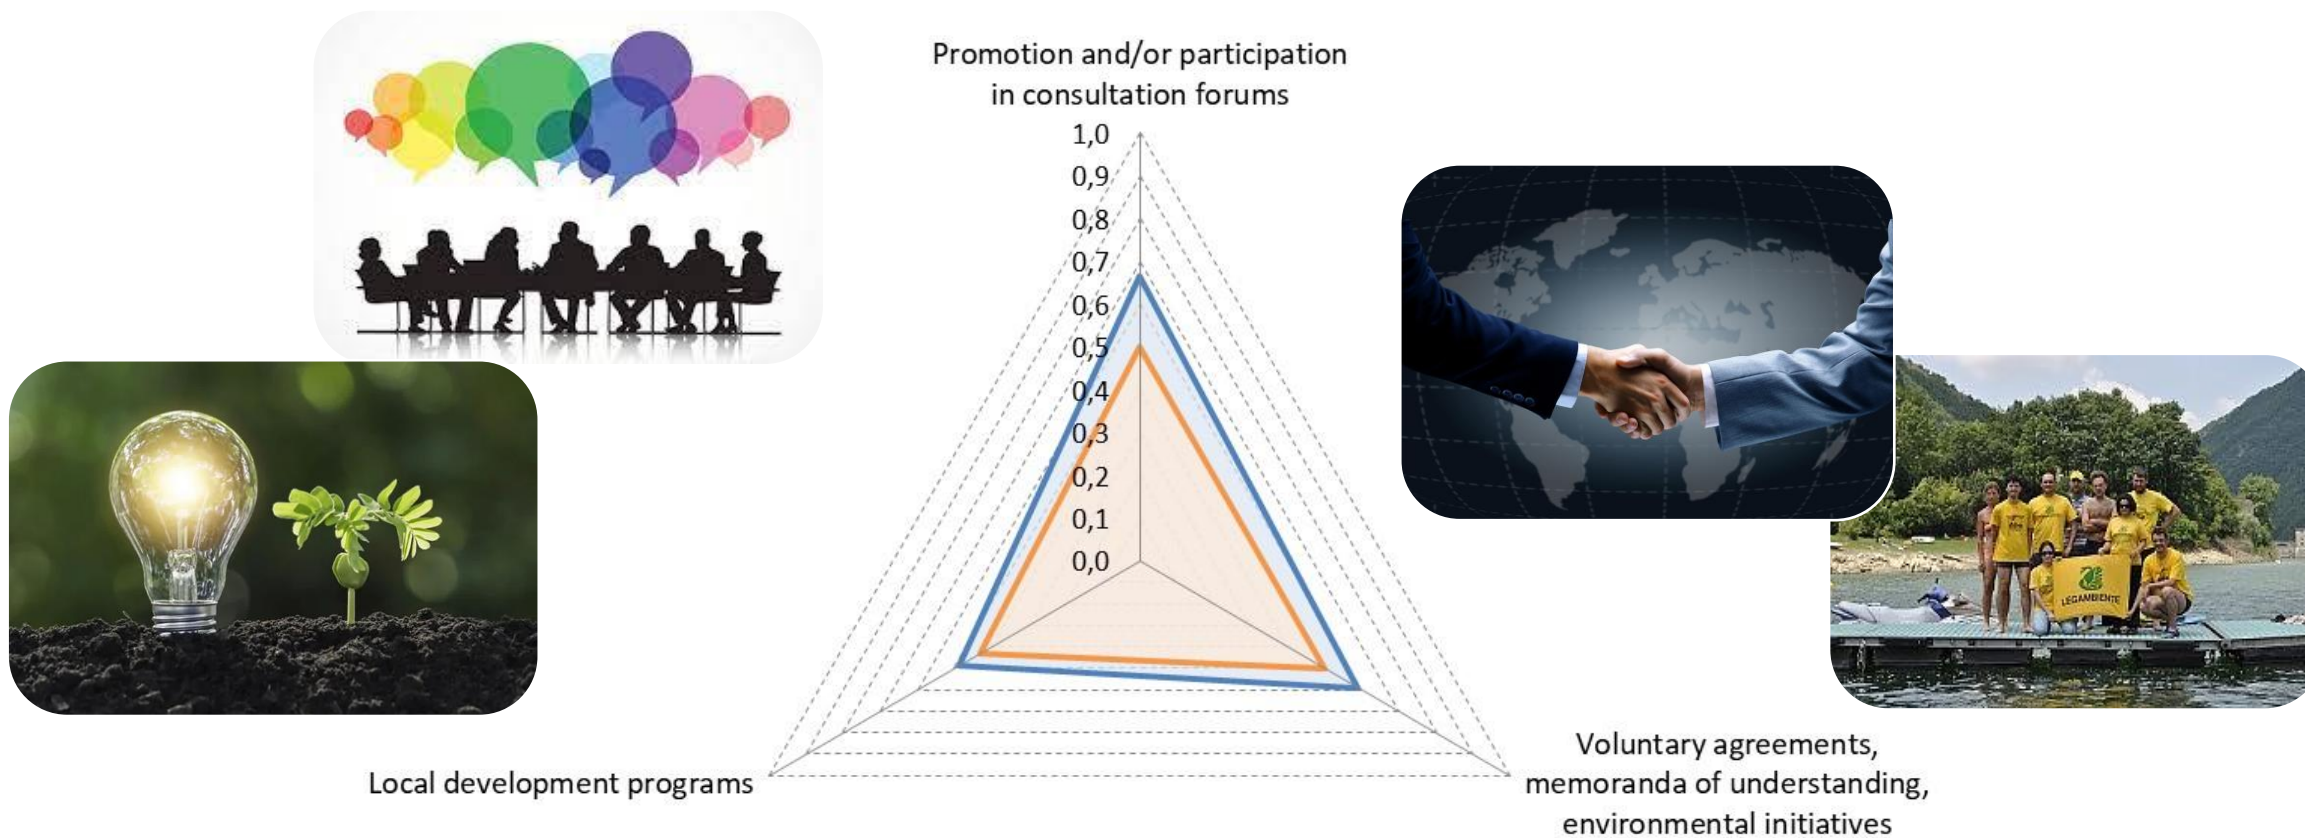 Promotion and/or participation
in consultation forums
1,0
0,9
0,8
0,7
0,6
0,5
0,4
0,3
0,2
0,1
0,0
LEGAMBIENTE
Local development programs
Voluntary agreements,
memoranda of understanding,
environmental initiatives